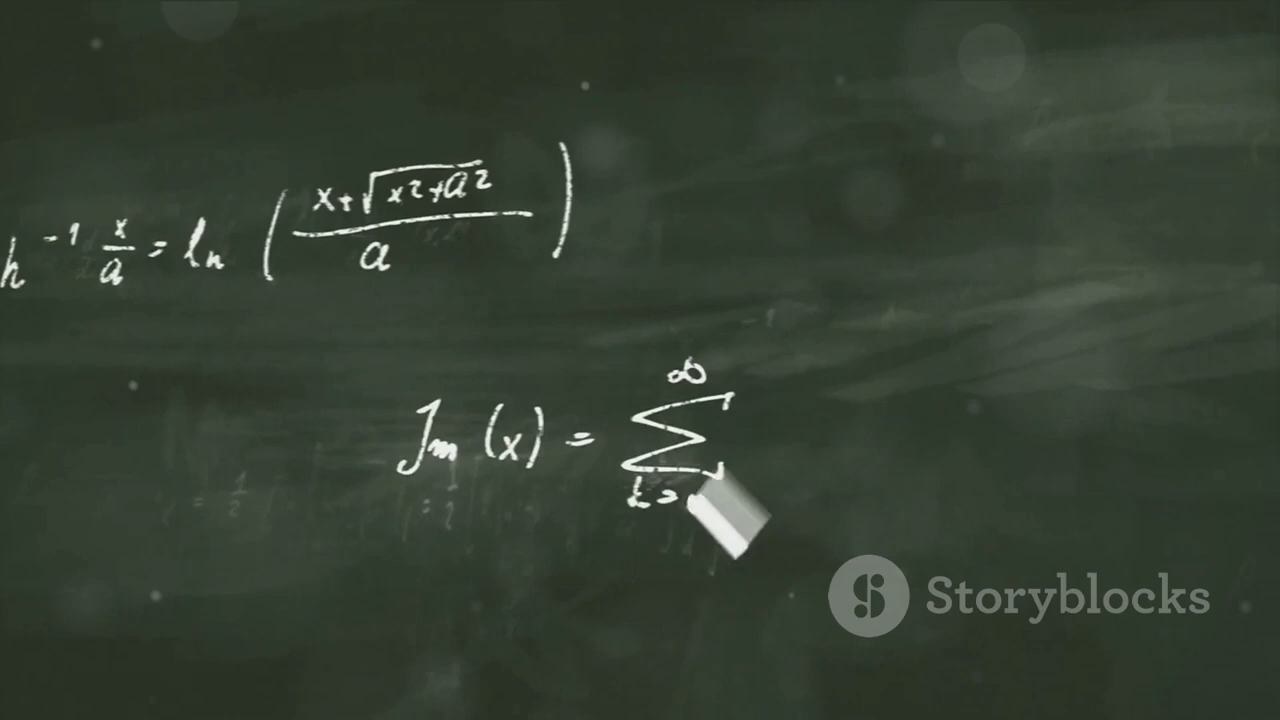 h⁻¹ x/a = ln ( (x+√(x²+a²))/a )
Jm (x) = ∞ Σ k=
Storyblocks